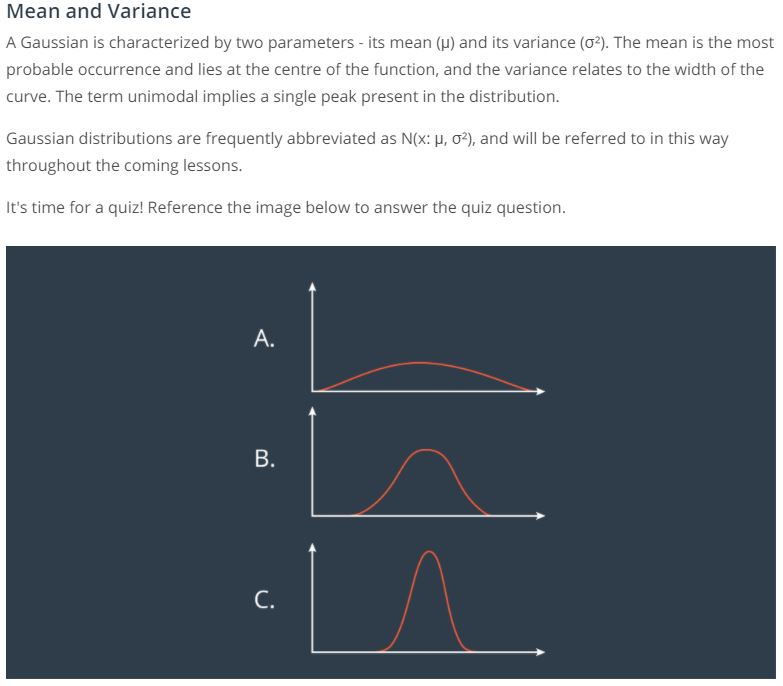 Mean and Variance
A Gaussian is characterized by two parameters - its mean (μ) and its variance (σ²). The mean is the most
probable occurrence and lies at the centre of the function, and the variance relates to the width of the
curve. The term unimodal implies a single peak present in the distribution.
Gaussian distributions are frequently abbreviated as N(x: μ, σ²), and will be referred to in this way
throughout the coming lessons.
It's time for a quiz! Reference the image below to answer the quiz question.
A.
B.
C.